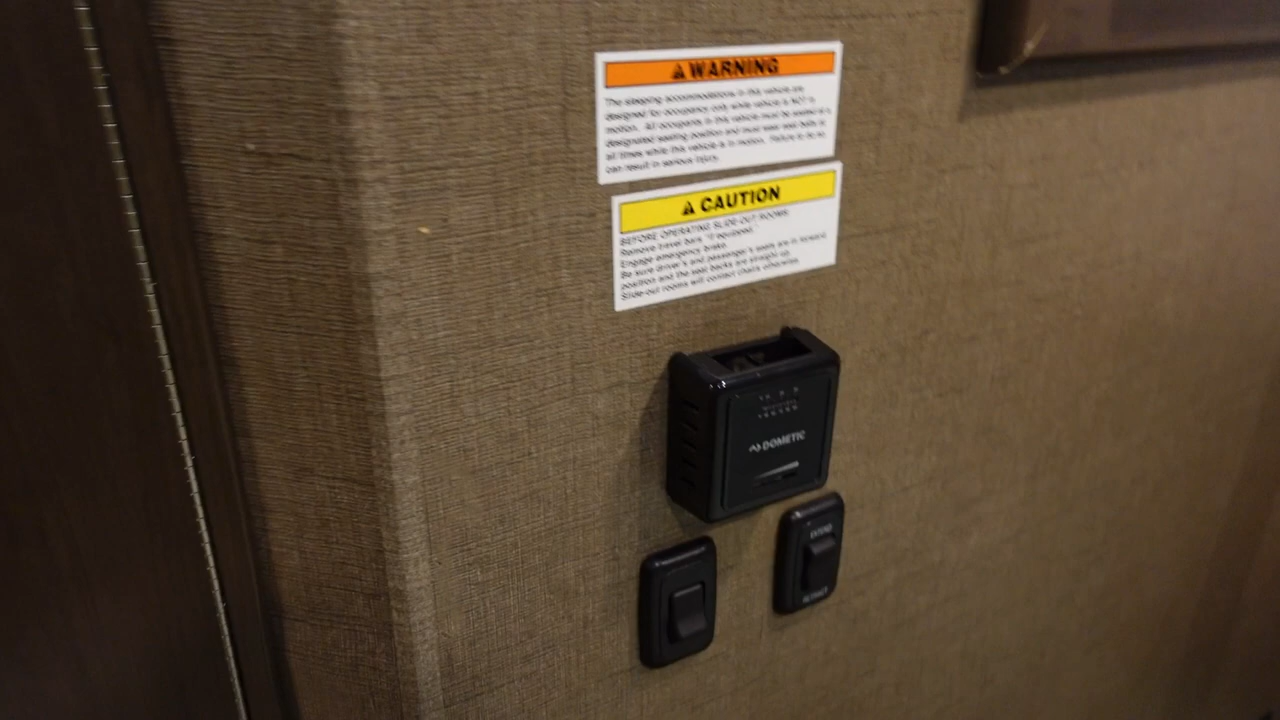 WARNING
The sleeping accommodations in this vehicle are
designed for occupancy only while vehicle is NOT in
motion. All occupants in this vehicle must be seated in a
designated seating position and must wear seat belts at
all times while this vehicle is in motion. Failure to do so
can result in serious injury.
CAUTION
BEFORE OPERATING SLIDE-OUT ROOMS:
Remove travel bars, "if equipped."
Engage emergency brake.
Be sure driver's and passenger's seats are in forward
position and the seat backs are straight up.
Slide-out rooms will contact chairs otherwise.
DOMETIC
EXTEND
RETRACT